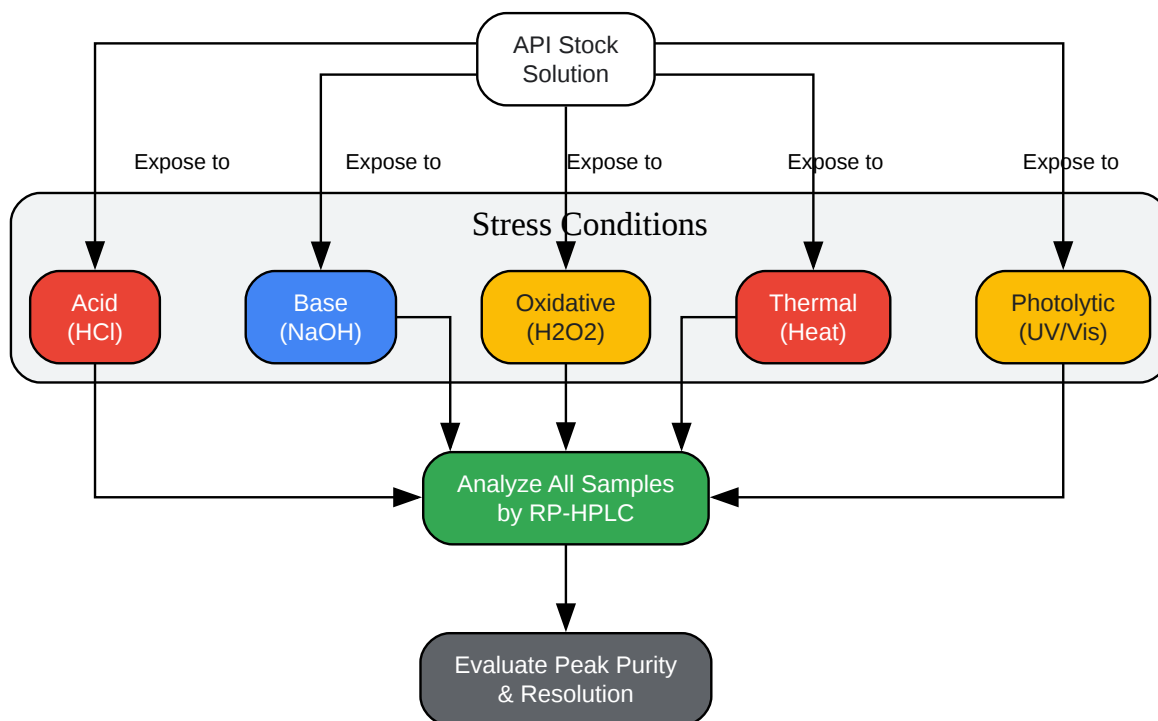 API Stock
Solution
Expose to
Expose to
Expose to
Expose to
Expose to
Stress Conditions
Acid
(HCl)
Base
(NaOH)
Oxidative
(H2O2)
Thermal
(Heat)
Photolytic
(UV/Vis)
Analyze All Samples
by RP-HPLC
Evaluate Peak Purity
& Resolution